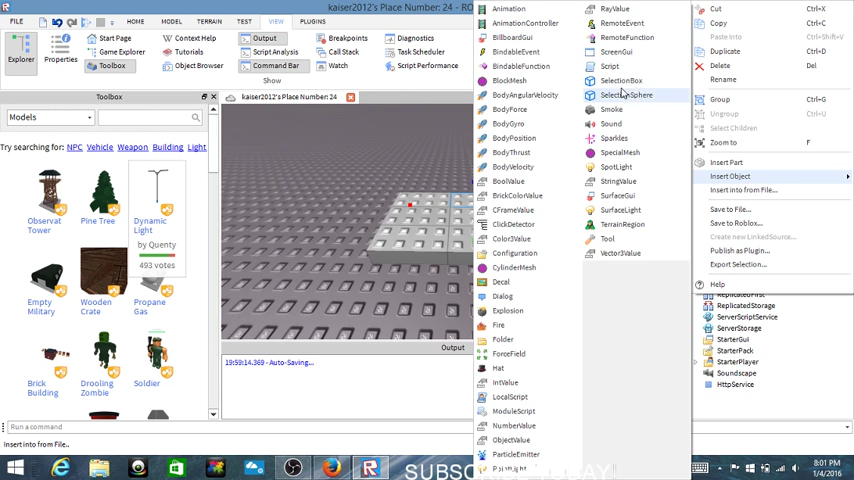 kaiser2012's Place Number: 24 - RO
FILE
HOME
MODEL
TERRAIN
TEST
VIEW
PLUGINS
Explorer
Properties
Start Page
Game Explorer
Toolbox
Context Help
Tutorials
Object Browser
Output
Script Analysis
Command Bar
Breakpoints
Call Stack
Watch
Diagnostics
Task Scheduler
Script Performance
Show
Toolbox
Models
Try searching for: NPC Vehicle Weapon Building Light
Observat
Tower
Pine Tree
Dynamic
Light
by Quenty
493 votes
Empty
Military
Wooden
Crate
Propane
Gas
Brick
Building
Drooling
Zombie
Soldier
kaiser2012's Place Number: 24
Output
19:59:14.369 - Auto-Saving...
Run a command
Insert into from File..
Animation
AnimationController
BillboardGui
BindableEvent
BindableFunction
BlockMesh
BodyAngularVelocity
BodyForce
BodyGyro
BodyPosition
BodyThrust
BodyVelocity
BoolValue
BrickColorValue
CFrameValue
ClickDetector
Color3Value
Configuration
CylinderMesh
Decal
Dialog
Explosion
Fire
Folder
ForceField
Hat
IntValue
LocalScript
ModuleScript
NumberValue
ObjectValue
ParticleEmitter
RayValue
RemoteEvent
RemoteFunction
ScreenGui
Script
SelectionBox
SelectionSphere
Smoke
Sound
Sparkles
SpecialMesh
SpotLight
StringValue
SurfaceGui
SurfaceLight
TerrainRegion
Tool
Vector3Value
Cut Ctrl+X
Copy Ctrl+C
Paste Into Ctrl+Shift+V
Duplicate Ctrl+D
Delete Del
Rename
Group Ctrl+G
Ungroup Ctrl+U
Select Children
Zoom to F
Insert Part
Insert Object
Insert into from File...
Save to File...
Save to Roblox...
Create new LinkedSource...
Publish as Plugin...
Export Selection...
Help
ReplicatedFirst
ReplicatedStorage
ServerScriptService
ServerStorage
StarterGui
StarterPack
StarterPlayer
Soundscape
HttpService
SUBSCRIBE TODAY
8:01 PM
1/4/2016